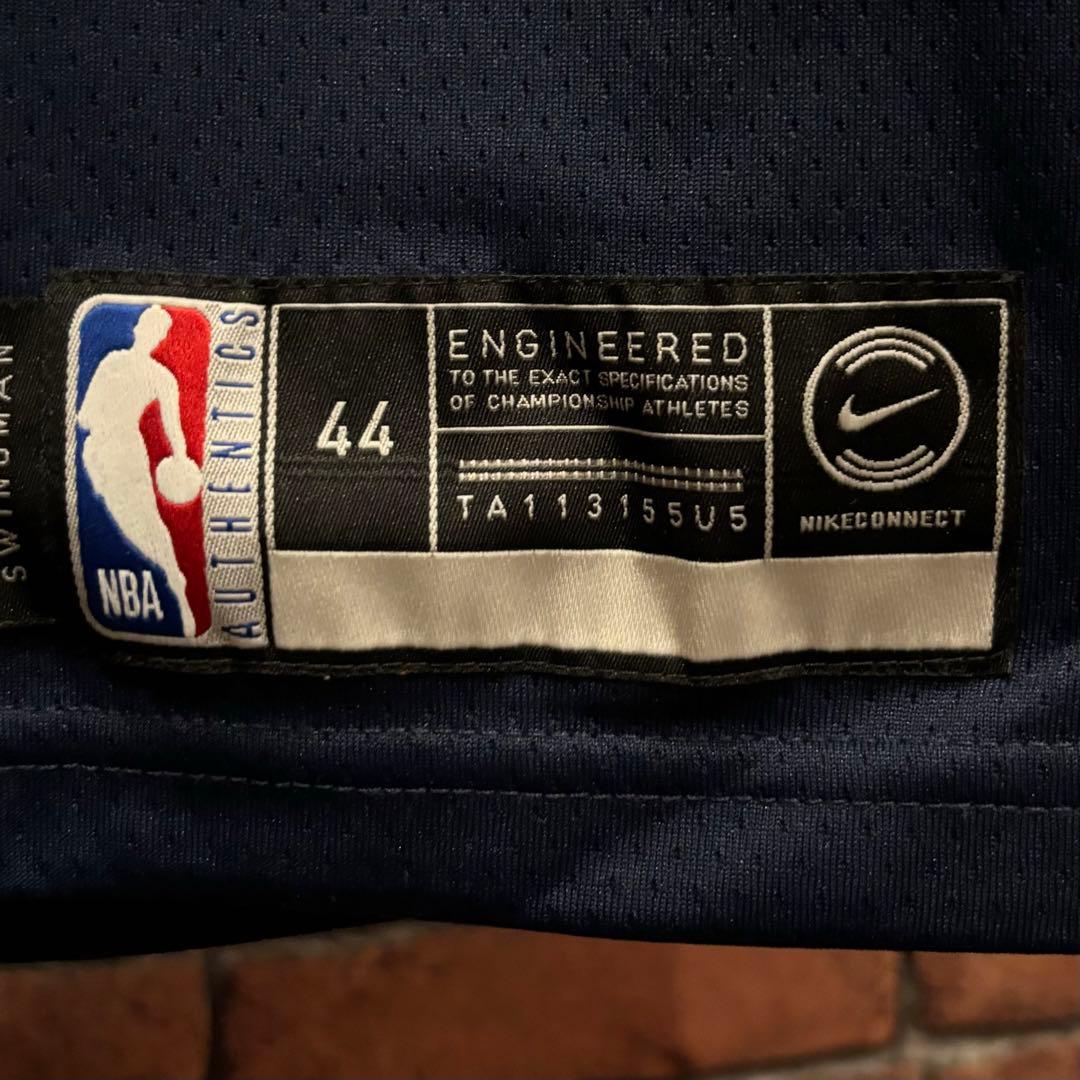 SWINGMAN
NBA
AUTHENTICS
44
ENGINEERED
TO THE EXACT SPECIFICATIONS
OF CHAMPIONSHIP ATHLETES
TA113155U5
NIKECONNECT